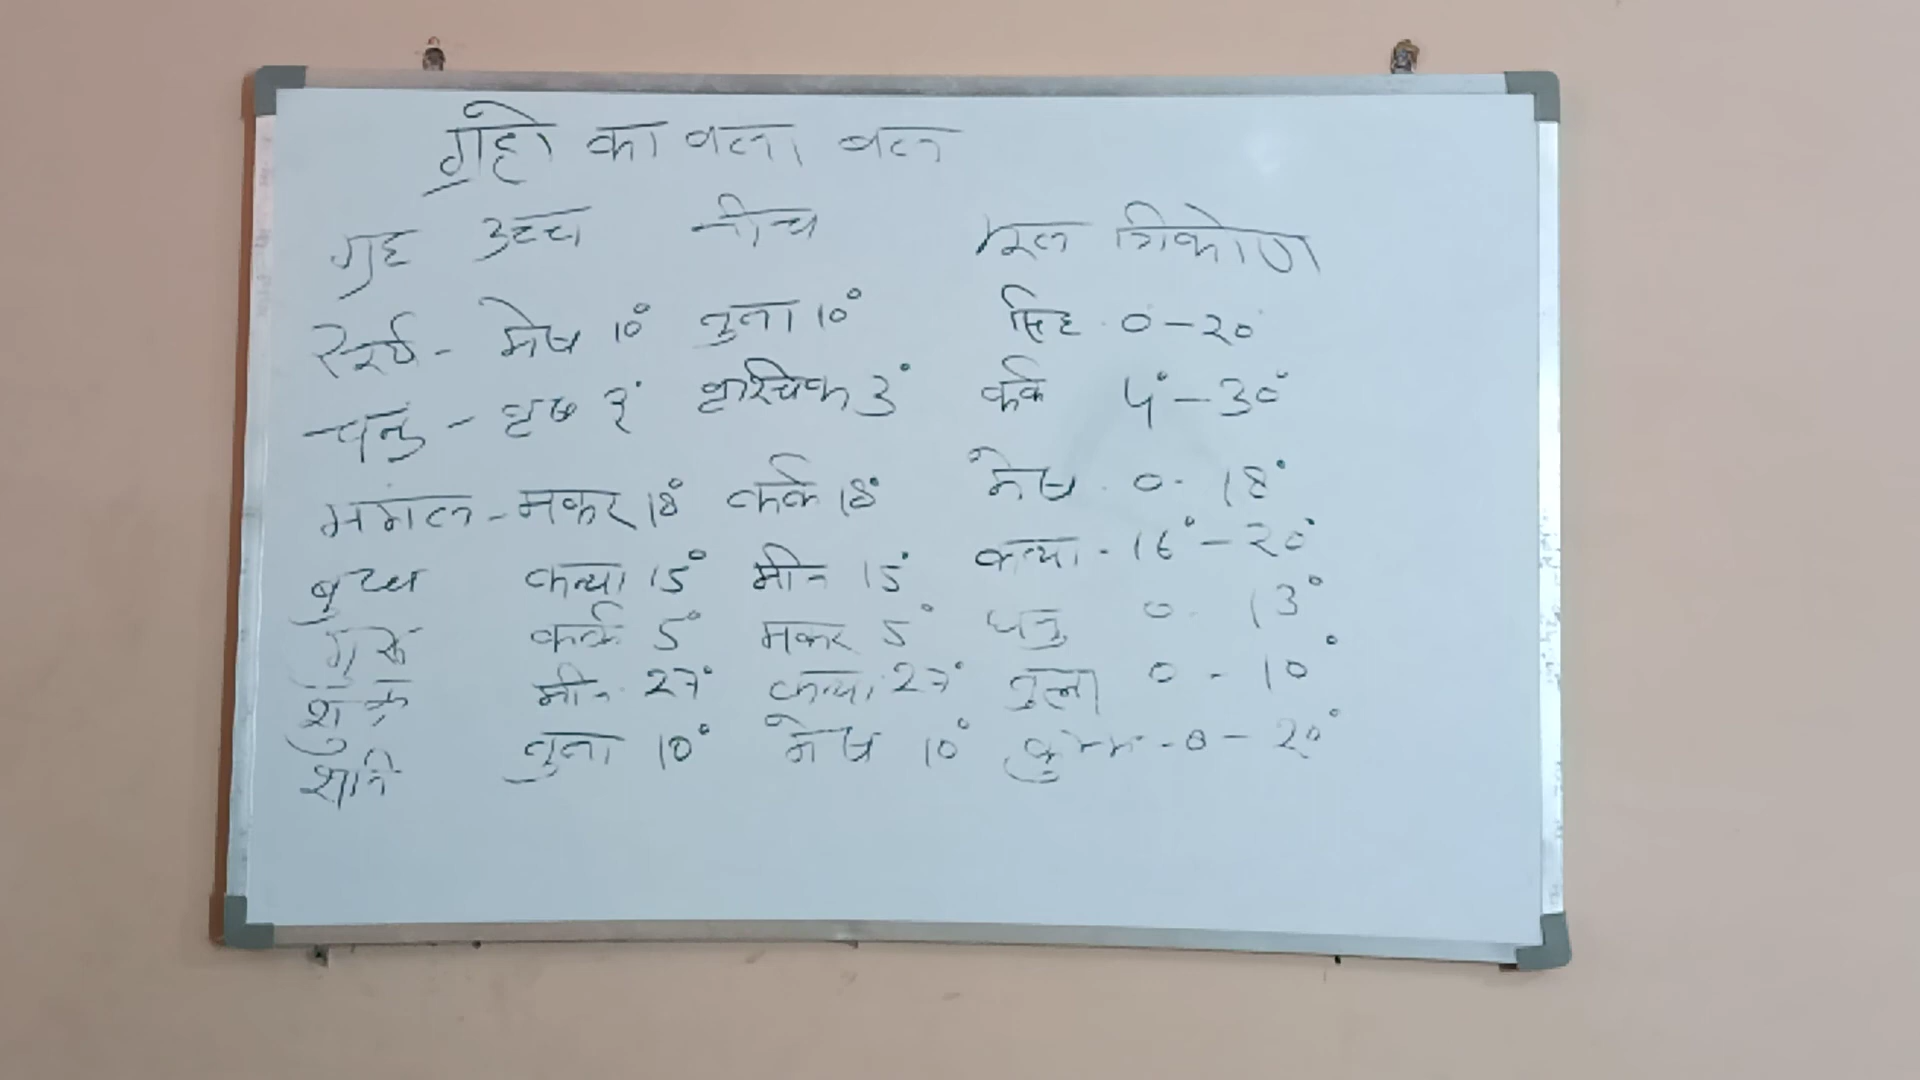 ग्रहो का बला बल
ग्रह उच्च नीच मूल त्रिकोण
सूर्य - मेष 10° तुला 10° सिंह . 0 - 20°
चन्द्र - वृष 3° वृश्चिक 3° कर्क 4° - 30°
मंगल - मकर 18° कर्क 18° मेष . 0 - 18°
बुध कन्या 15° मीन 15° कन्या - 16° - 20°
गुरु कर्क 5° मकर 5° धनु 0 - 13°
शुक्र मीन 27° कन्या 27° तुला 0 - 10°
शनि तुला 10° मेष 10° कुम्भ - 0 - 20°